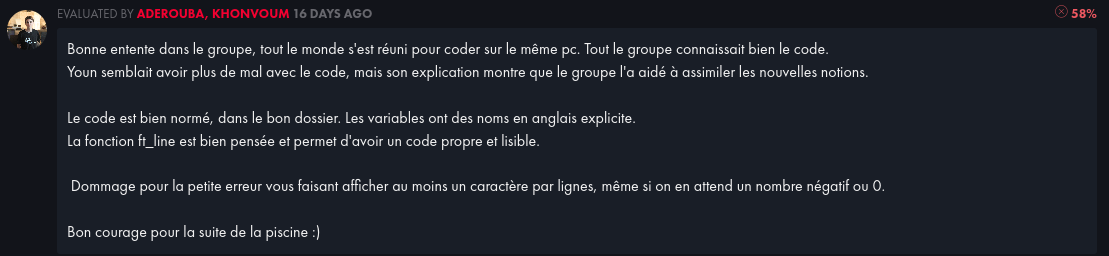 EVALUATED BY ADEROUBA, KHONVOUM 16 DAYS AGO
58%
Bonne entente dans le groupe, tout le monde s'est réuni pour coder sur le même pc. Tout le groupe connaissait bien le code.
Youn semblait avoir plus de mal avec le code, mais son explication montre que le groupe l'a aidé à assimiler les nouvelles notions.
Le code est bien normé, dans le bon dossier. Les variables ont des noms en anglais explicite.
La fonction ft_line est bien pensée et permet d'avoir un code propre et lisible.
Dommage pour la petite erreur vous faisant afficher au moins un caractère par lignes, même si on en attend un nombre négatif ou 0.
Bon courage pour la suite de la piscine :)